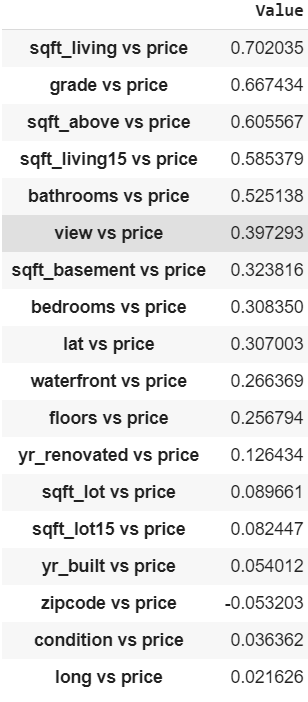 Value
sqft_living vs price 0.702035
grade vs price 0.667434
sqft_above vs price 0.605567
sqft_living15 vs price 0.585379
bathrooms vs price 0.525138
view vs price 0.397293
sqft_basement vs price 0.323816
bedrooms vs price 0.308350
lat vs price 0.307003
waterfront vs price 0.266369
floors vs price 0.256794
yr_renovated vs price 0.126434
sqft_lot vs price 0.089661
sqft_lot15 vs price 0.082447
yr_built vs price 0.054012
zipcode vs price -0.053203
condition vs price 0.036362
long vs price 0.021626